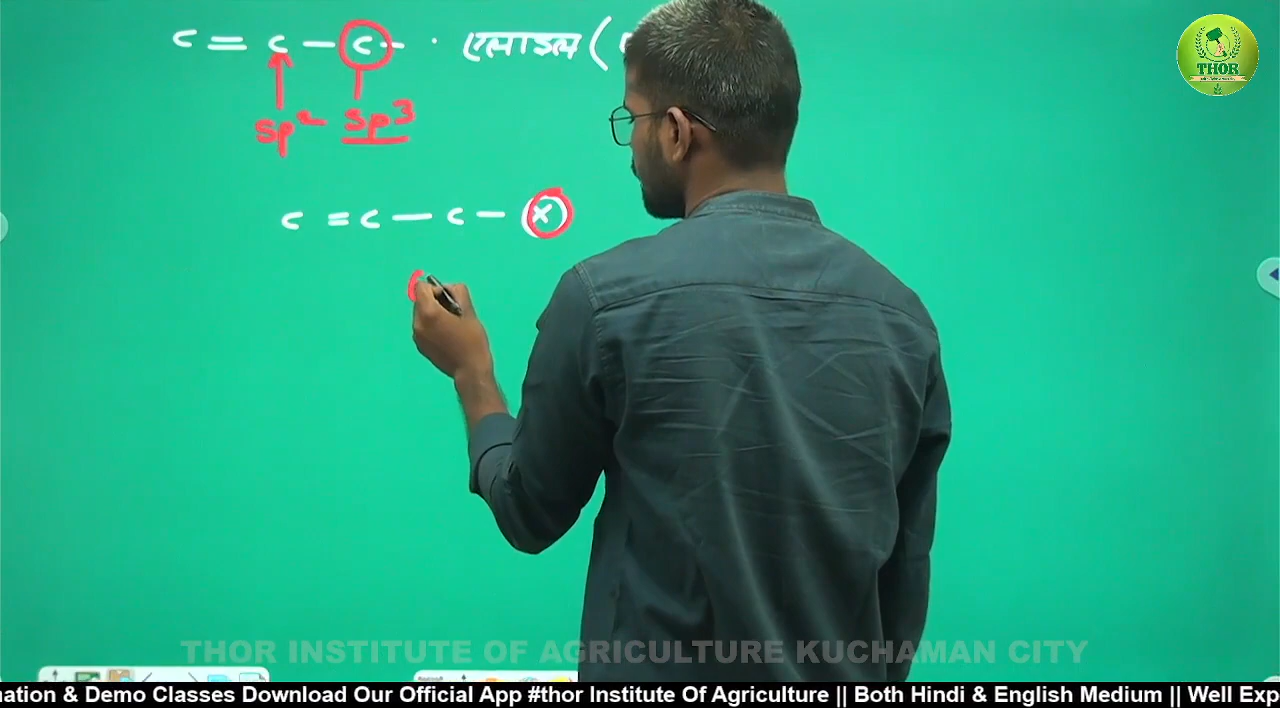 c = c - c - . एलाइल (
sp² sp³
c = c - c - x
THOR
THOR INSTITUTE OF AGRICULTURE KUCHAMAN CITY
nation & Demo Classes Download Our Official App #thor Institute Of Agriculture || Both Hindi & English Medium || Well Exp